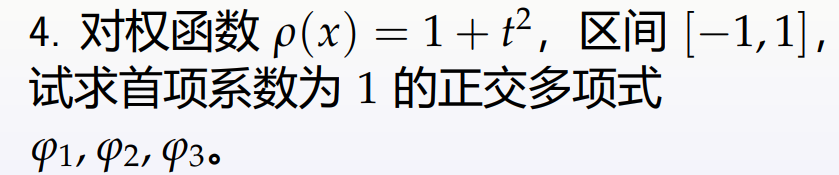 4. 对权函数 ρ(x) = 1 + t², 区间 [−1, 1],
试求首项系数为 1 的正交多项式
φ₁, φ₂, φ₃。